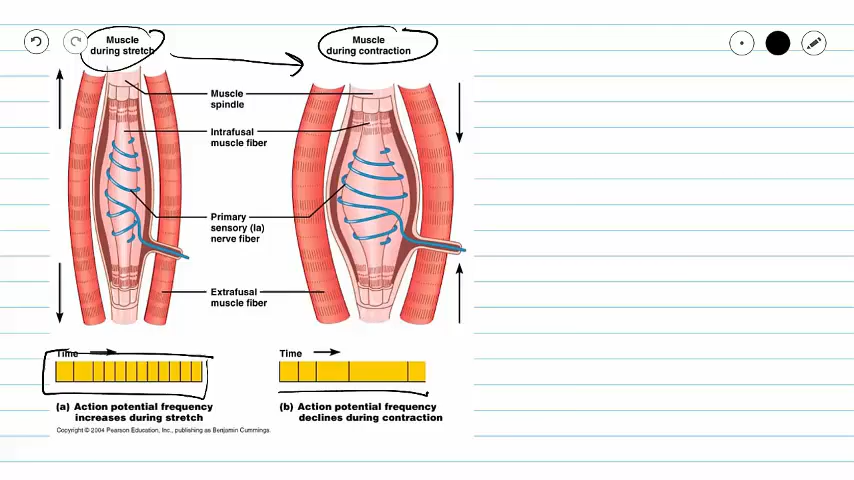 Muscle
during stretch
Muscle
during contraction
Muscle
spindle
Intrafusal
muscle fiber
Primary
sensory (Ia)
nerve fiber
Extrafusal
muscle fiber
Time
Time
(a) Action potential frequency
increases during stretch
(b) Action potential frequency
declines during contraction
Copyright © 2004 Pearson Education, Inc., publishing as Benjamin Cummings.